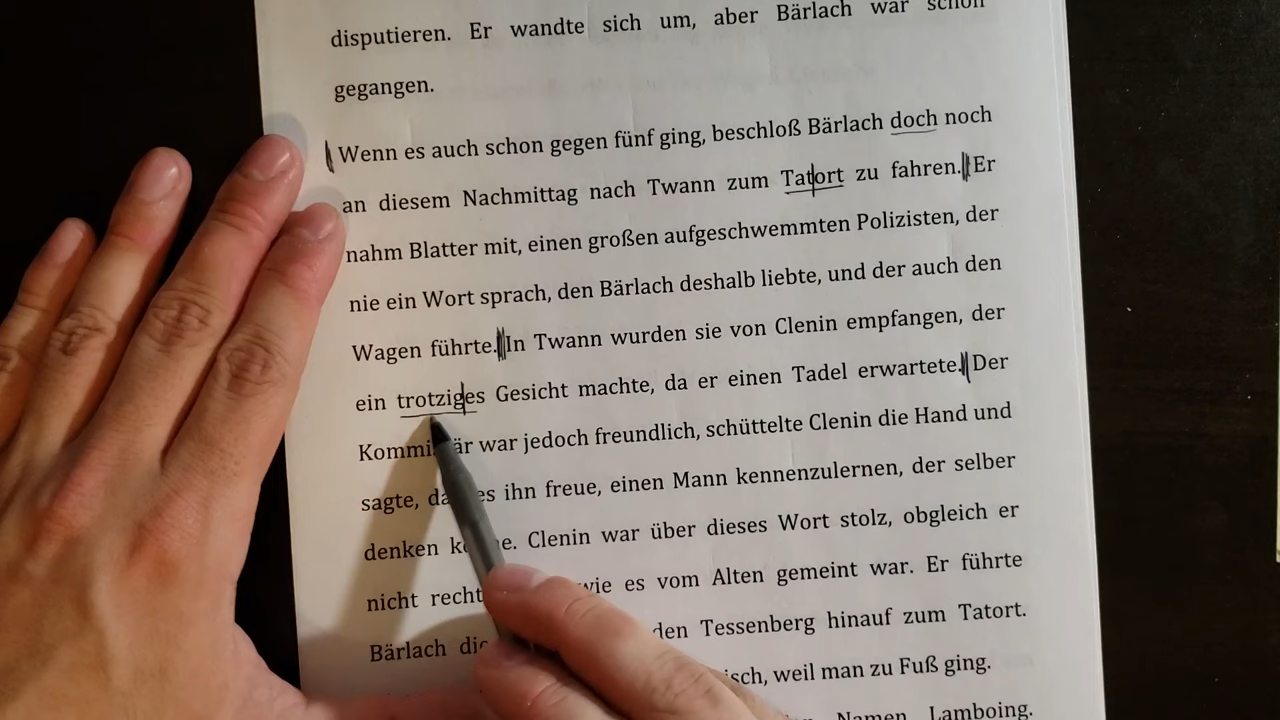 disputieren. Er wandte sich um, aber Bärlach war schon
gegangen.
Wenn es auch schon gegen fünf ging, beschloß Bärlach doch noch
an diesem Nachmittag nach Twann zum Tatort zu fahren. Er
nahm Blatter mit, einen großen aufgeschwemmten Polizisten, der
nie ein Wort sprach, den Bärlach deshalb liebte, und der auch den
Wagen führte. In Twann wurden sie von Clenin empfangen, der
ein trotziges Gesicht machte, da er einen Tadel erwartete. Der
Kommissär war jedoch freundlich, schüttelte Clenin die Hand und
sagte, es ihn freue, einen Mann kennenzulernen, der selber
denken Clenin war über dieses Wort stolz, obgleich er
nicht wie es vom Alten gemeint war. Er führte
Bärlach den Tessenberg hinauf zum Tatort.
weil man zu Fuß ging.
Namen Lamboing.